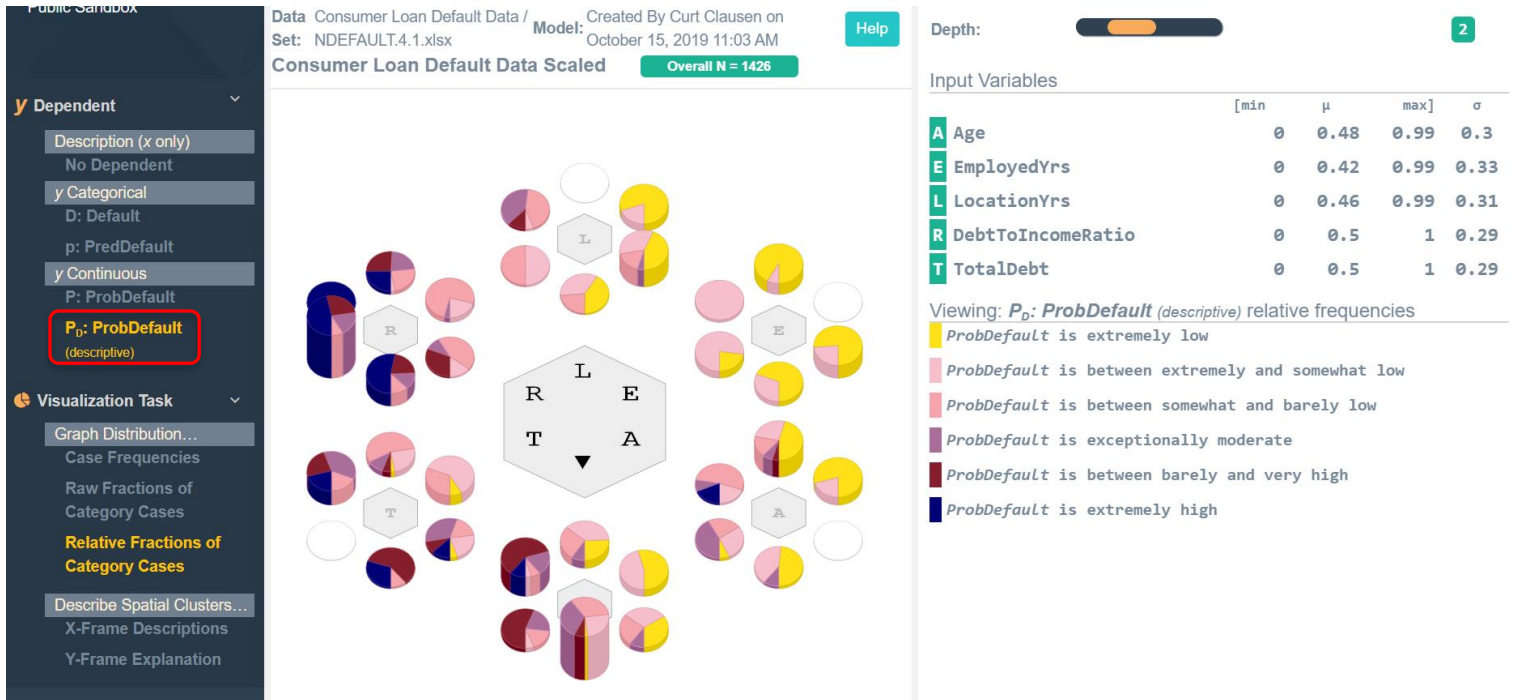 Public Sandbox
y Dependent
Description (x only)
No Dependent
y Categorical
D: Default
p: PredDefault
y Continuous
P: ProbDefault
PD: ProbDefault
(descriptive)
Visualization Task
Graph Distribution…
Case Frequencies
Raw Fractions of
Category Cases
Relative Fractions of
Category Cases
Describe Spatial Clusters…
X-Frame Descriptions
Y-Frame Explanation
Data Set: Consumer Loan Default Data /
NDEFAULT.4.1.xlsx
Model: Created By Curt Clausen on
October 15, 2019 11:03 AM
Help
Consumer Loan Default Data Scaled
Overall N = 1426
L
R
E
L
R E
T A
T
A
Depth: 2
Input Variables
[min μ max] σ
A Age 0 0.48 0.99 0.3
E EmployedYrs 0 0.42 0.99 0.33
L LocationYrs 0 0.46 0.99 0.31
R DebtToIncomeRatio 0 0.5 1 0.29
T TotalDebt 0 0.5 1 0.29
Viewing: PD: ProbDefault (descriptive) relative frequencies
ProbDefault is extremely low
ProbDefault is between extremely and somewhat low
ProbDefault is between somewhat and barely low
ProbDefault is exceptionally moderate
ProbDefault is between barely and very high
ProbDefault is extremely high